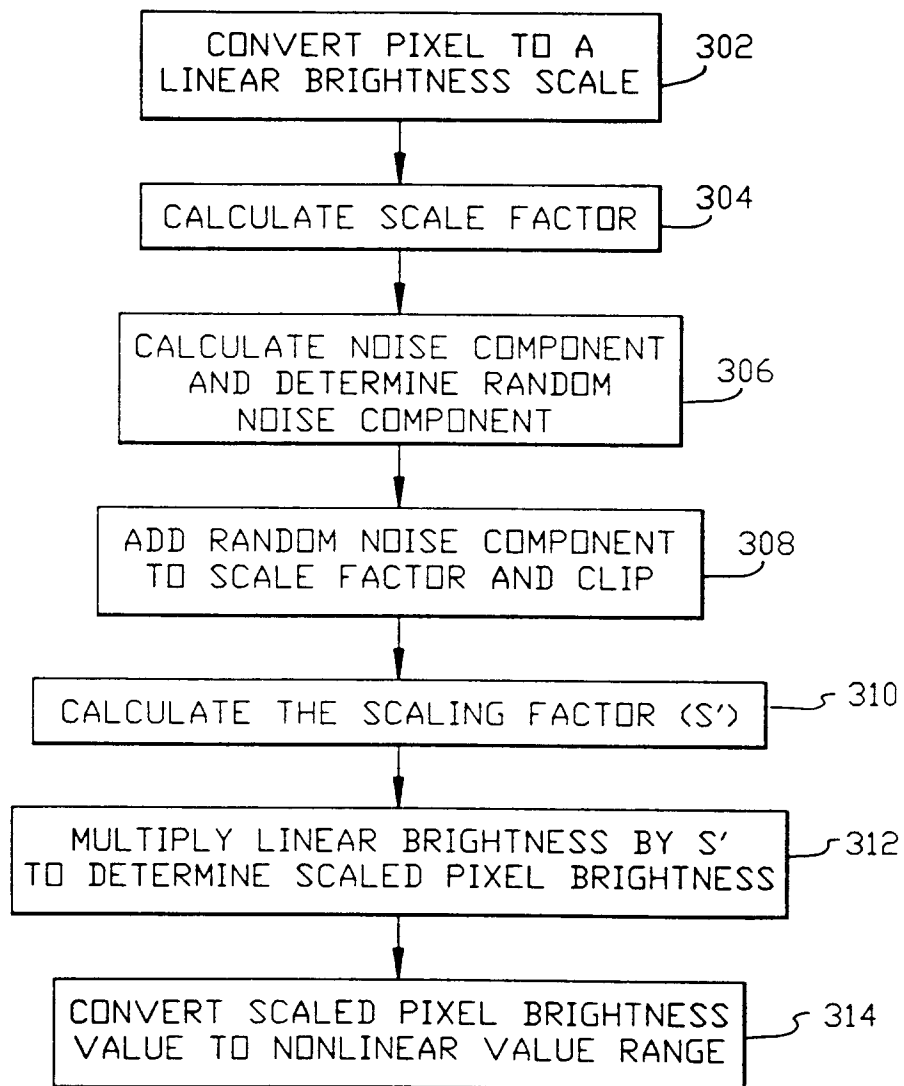 CONVERT PIXEL TO A
LINEAR BRIGHTNESS SCALE
302
CALCULATE SCALE FACTOR
304
CALCULATE NOISE COMPONENT
AND DETERMINE RANDOM
NOISE COMPONENT
306
ADD RANDOM NOISE COMPONENT
TO SCALE FACTOR AND CLIP
308
CALCULATE THE SCALING FACTOR (S')
310
MULTIPLY LINEAR BRIGHTNESS BY S'
TO DETERMINE SCALED PIXEL BRIGHTNESS
312
CONVERT SCALED PIXEL BRIGHTNESS
VALUE TO NONLINEAR VALUE RANGE
314